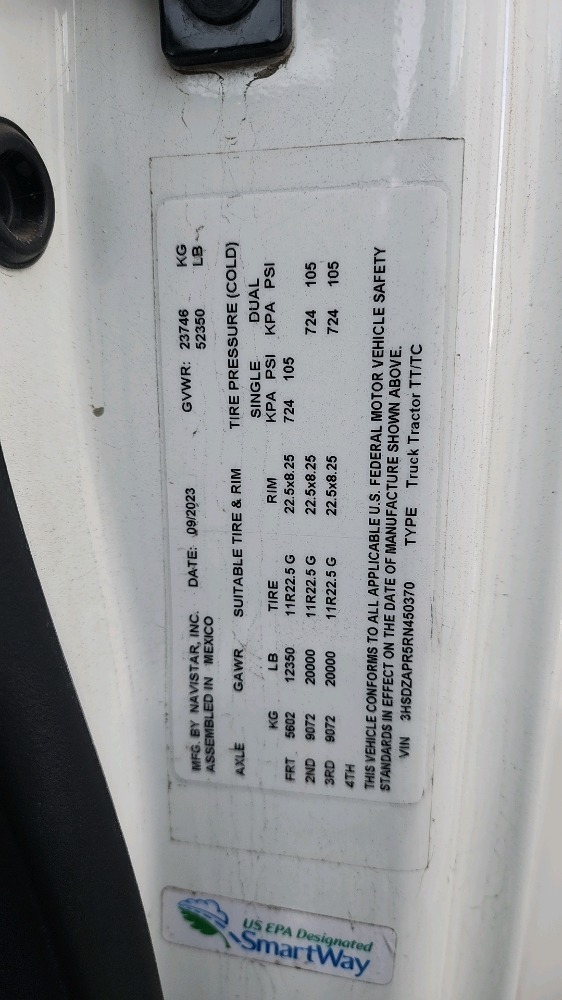 MFG. BY NAVISTAR, INC. DATE: 09/2023 GVWR: 23746 KG
ASSEMBLED IN MEXICO 52350 LB
AXLE GAWR SUITABLE TIRE & RIM TIRE PRESSURE (COLD)
SINGLE DUAL
KG LB TIRE RIM KPA PSI KPA PSI
FRT 5602 12350 11R22.5 G 22.5x8.25 724 105
2ND 9072 20000 11R22.5 G 22.5x8.25 724 105
3RD 9072 20000 11R22.5 G 22.5x8.25 724 105
4TH
THIS VEHICLE CONFORMS TO ALL APPLICABLE U.S. FEDERAL MOTOR VEHICLE SAFETY
STANDARDS IN EFFECT ON THE DATE OF MANUFACTURE SHOWN ABOVE.
VIN 3HSDZAPR5RN450370 TYPE Truck Tractor TT/TC
US EPA Designated
SmartWay